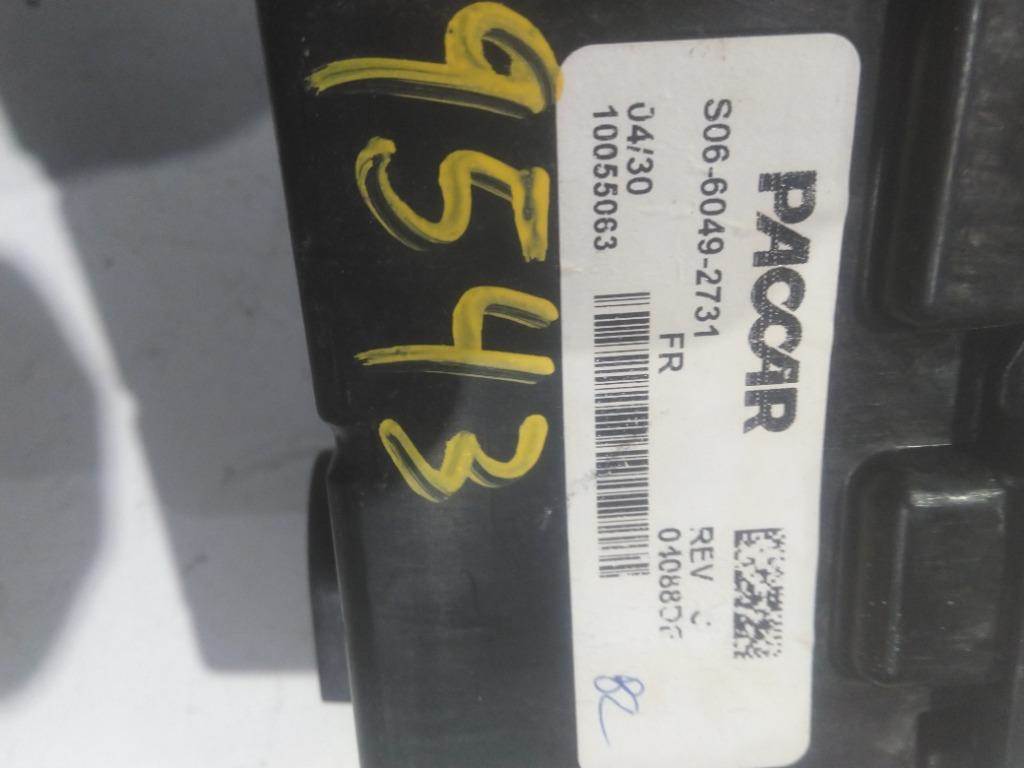 PACCAR
S06-6049-2731
FR
REV
04/30
10055063
9543